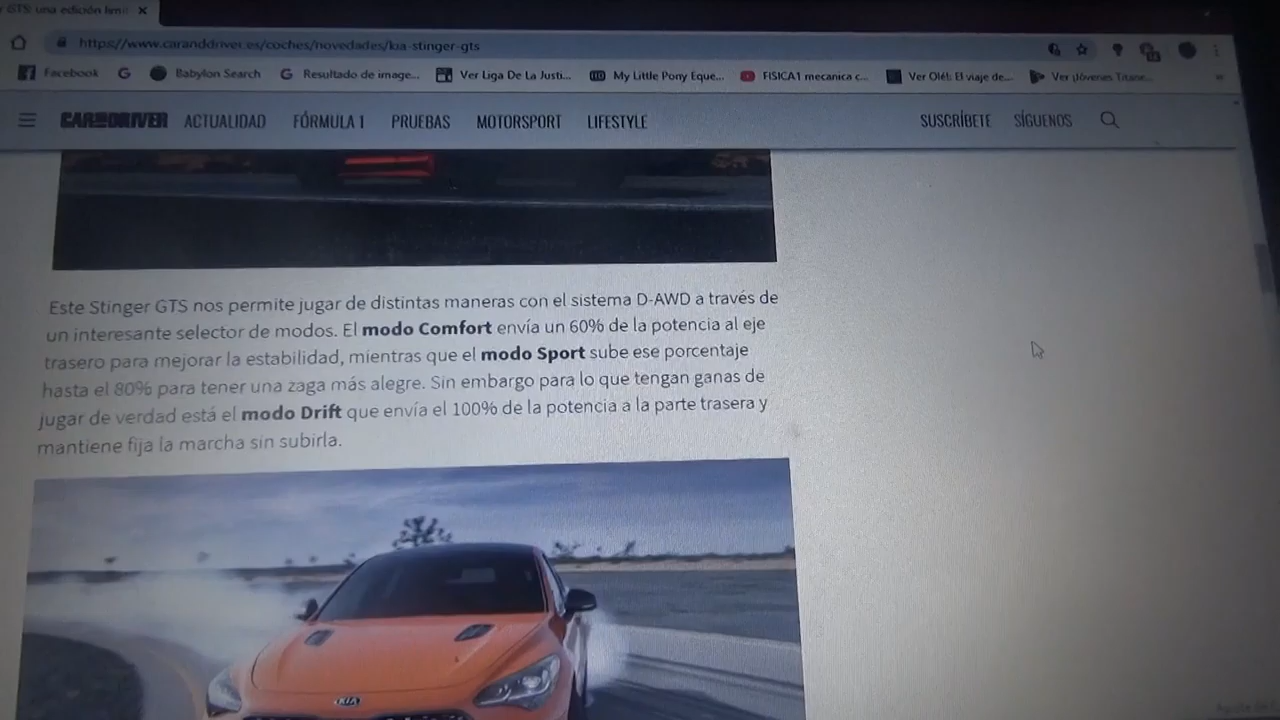 GTS: una edición limi
https://www.caranddriver.es/coches/novedades/kia-stinger-gts
Facebook
Babylon Search
Resultado de image...
Ver Liga De La Justi...
My Little Pony Eque...
FISICA1 mecanica c...
Ver Olé!: El viaje de...
Ver Jóvenes Titane...
CAR AND DRIVER
ACTUALIDAD
FÓRMULA 1
PRUEBAS
MOTORSPORT
LIFESTYLE
SUSCRÍBETE
SÍGUENOS
Este Stinger GTS nos permite jugar de distintas maneras con el sistema D-AWD a través de
un interesante selector de modos. El modo Comfort envía un 60% de la potencia al eje
trasero para mejorar la estabilidad, mientras que el modo Sport sube ese porcentaje
hasta el 80% para tener una zaga más alegre. Sin embargo para lo que tengan ganas de
jugar de verdad está el modo Drift que envía el 100% de la potencia a la parte trasera y
mantiene fija la marcha sin subirla.
KIA